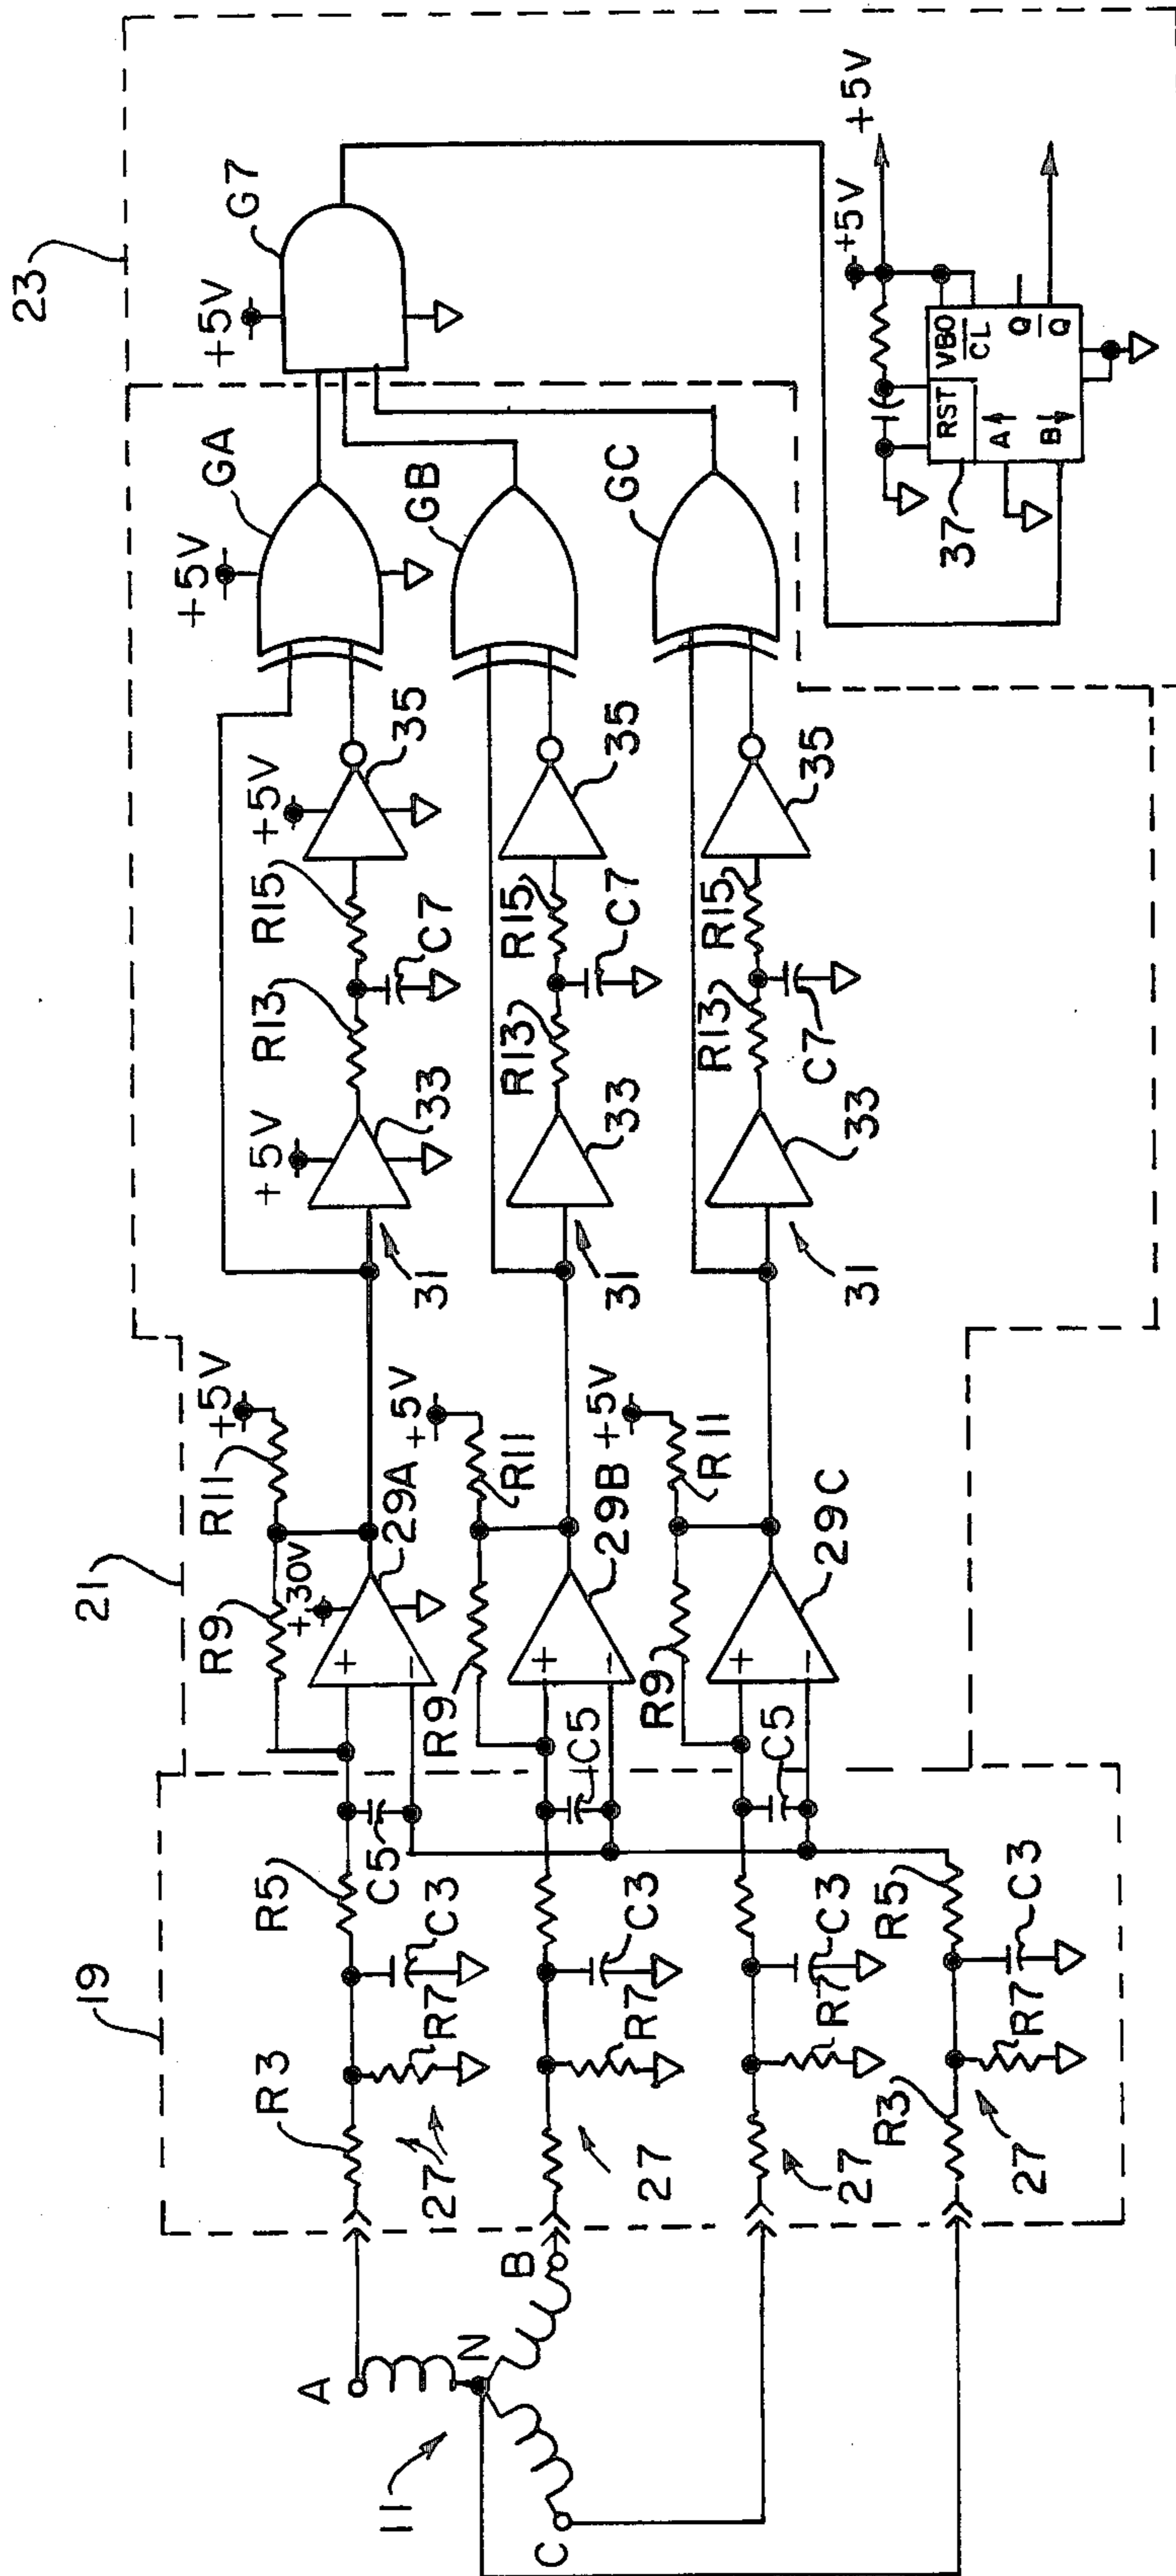 23
21
19
+5V
G7
+5V
GA
+5V
+5V
R15
35
R13
C7
+5V
33
31
+5V
R11
R9
+30V
29A
+
−
R5
C5
C3
R3
R7
27
GB
35
R15
C7
R13
33
31
+5V
R11
29B
R9
+
−
C5
C3
R7
27
GC
35
R15
C7
R13
33
31
+5V
R11
29C
R9
+
−
C5
C3
R7
27
R5
C3
R3
R7
27
A
N
B
C
11
+5V
+5V
RST
VBO
CL
A
B
Q
Q
37